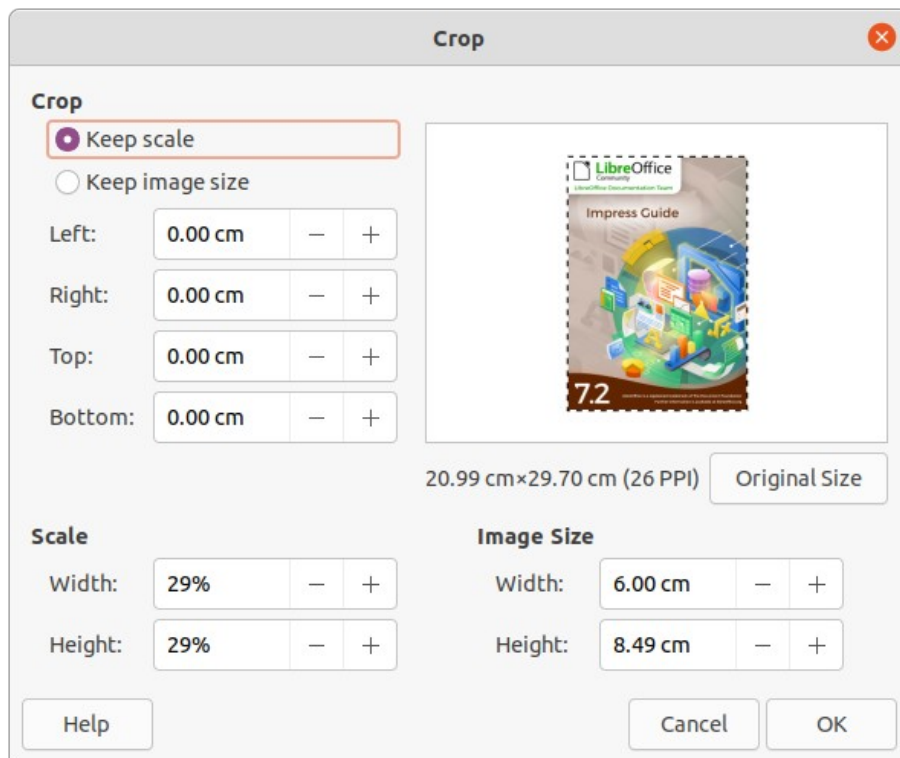 Crop
Crop
Keep scale
Keep image size
Left: 0.00 cm − +
Right: 0.00 cm − +
Top: 0.00 cm − +
Bottom: 0.00 cm − +
LibreOffice
Community
LibreOffice Documentation Team
Impress Guide
7.2
20.99 cm×29.70 cm (26 PPI) Original Size
Scale
Width: 29% − +
Height: 29% − +
Image Size
Width: 6.00 cm − +
Height: 8.49 cm − +
Help Cancel OK